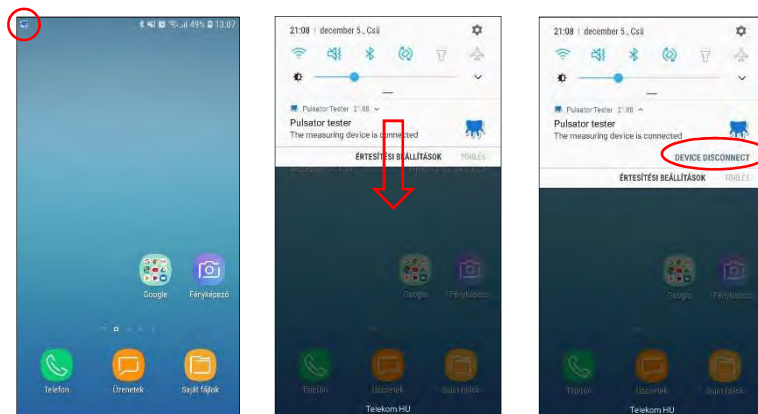 49% 13:07
Google
Fényképező
Telefon
Üzenetek
Saját fájlok
21:08 | december 5., Csü
Pulsator Tester 21:08
Pulsator tester
The measuring device is connected
ÉRTESÍTÉSI BEÁLLÍTÁSOK TÖRLÉS
Google
Fényképező
Telefon
Üzenetek
Saját fájlok
Telekom HU
21:08 | december 5., Csü
Pulsator Tester 21:08
Pulsator tester
The measuring device is connected
DEVICE DISCONNECT
ÉRTESÍTÉSI BEÁLLÍTÁSOK TÖRLÉS
Google
Fényképező
Telefon
Üzenetek
Saját fájlok
Telekom HU